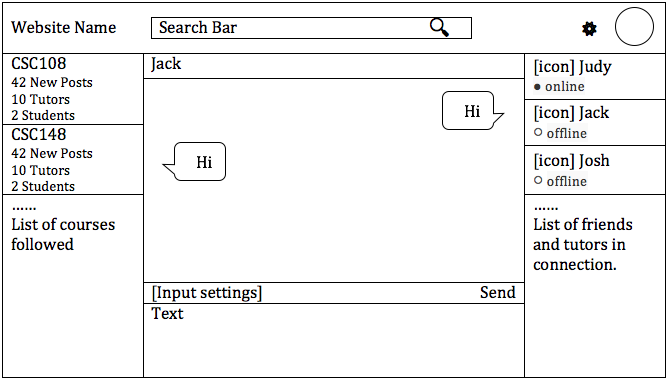 Website Name
Search Bar
CSC108
42 New Posts
10 Tutors
2 Students
CSC148
42 New Posts
10 Tutors
2 Students
......
List of courses
followed
Jack
Hi
Hi
[Input settings]
Send
Text
[icon] Judy
online
[icon] Jack
offline
[icon] Josh
offline
......
List of friends
and tutors in
connection.